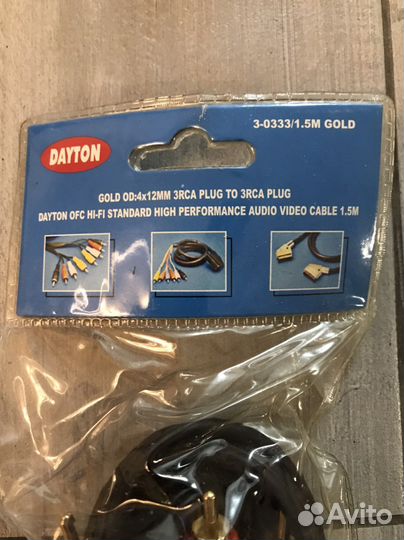 3-0333/1.5M GOLD
DAYTON
GOLD OD:4x12MM 3RCA PLUG TO 3RCA PLUG
DAYTON OFC HI-FI STANDARD HIGH PERFORMANCE AUDIO VIDEO CABLE 1.5M
Avito